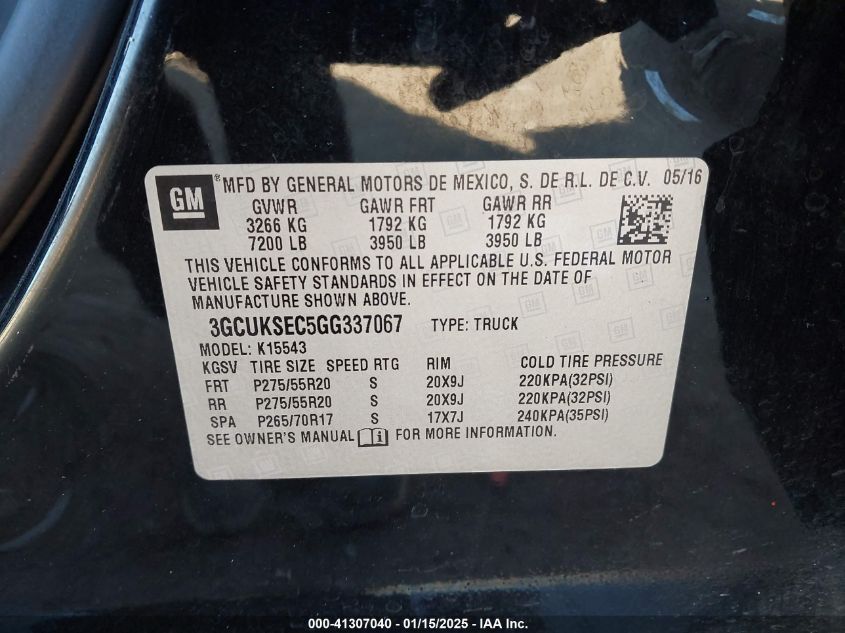 GM ® MFD BY GENERAL MOTORS DE MEXICO, S. DE R.L. DE C.V. 05/16
GVWR GAWR FRT GAWR RR
3266 KG 1792 KG 1792 KG
7200 LB 3950 LB 3950 LB
THIS VEHICLE CONFORMS TO ALL APPLICABLE U.S. FEDERAL MOTOR
VEHICLE SAFETY STANDARDS IN EFFECT ON THE DATE OF
MANUFACTURE SHOWN ABOVE.
3GCUKSEC5GG337067 TYPE: TRUCK
MODEL: K15543
KGSV TIRE SIZE SPEED RTG RIM COLD TIRE PRESSURE
FRT P275/55R20 S 20X9J 220KPA(32PSI)
RR P275/55R20 S 20X9J 220KPA(32PSI)
SPA P265/70R17 S 17X7J 240KPA(35PSI)
SEE OWNER'S MANUAL FOR MORE INFORMATION.
000-41307040 - 01/15/2025 - IAA Inc.